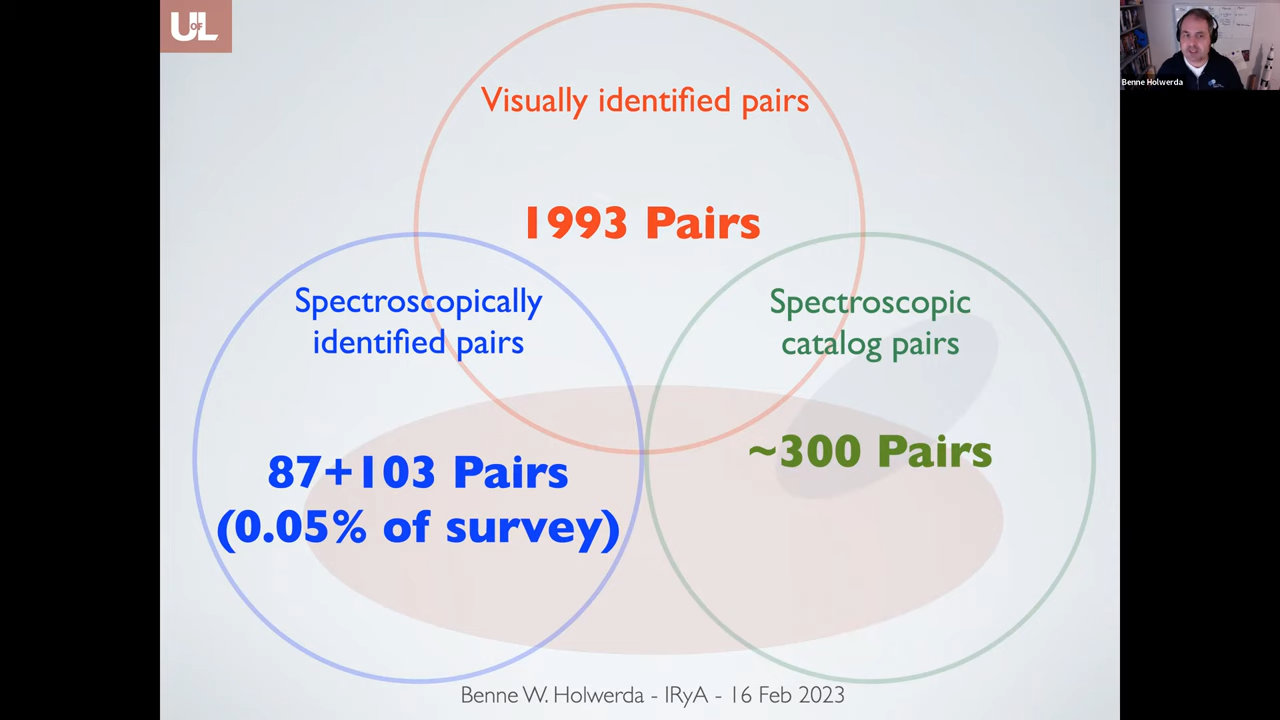 UofL
Benne Holwerda
Visually identified pairs
1993 Pairs
Spectroscopically
identified pairs
87+103 Pairs
(0.05% of survey)
Spectroscopic
catalog pairs
~300 Pairs
Benne W. Holwerda - IRyA - 16 Feb 2023